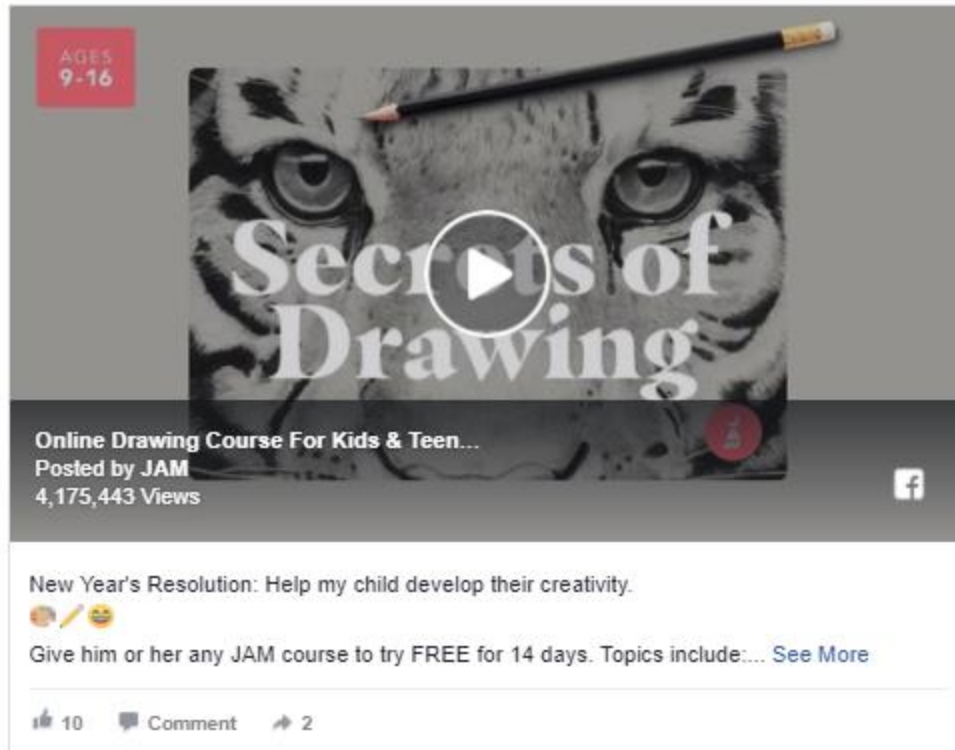 AGES
9-16
Secrets of
Drawing
Online Drawing Course For Kids & Teen...
Posted by JAM
4,175,443 Views
New Year's Resolution: Help my child develop their creativity.
🎨✏️😄
Give him or her any JAM course to try FREE for 14 days. Topics include:... See More
10 Comment 2